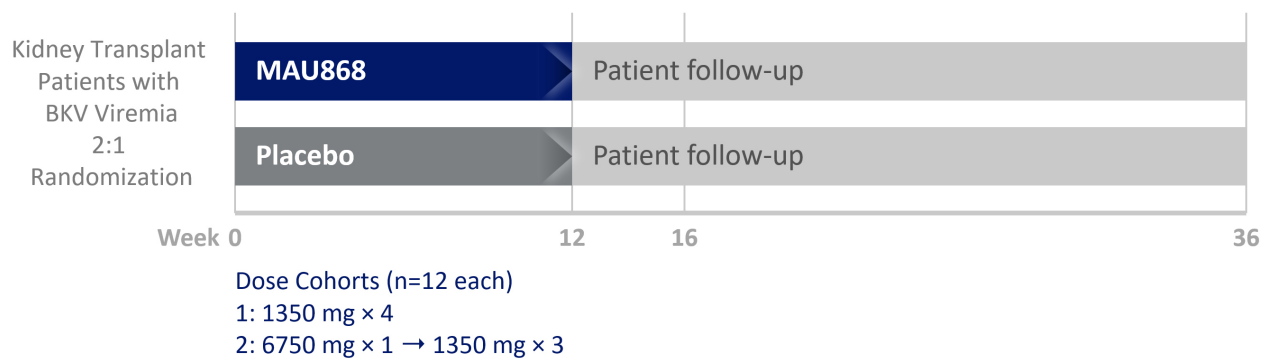 Kidney Transplant
Patients with
BKV Viremia
2:1
Randomization
MAU868
Patient follow-up
Placebo
Patient follow-up
Week 0 12 16 36
Dose Cohorts (n=12 each)
1: 1350 mg × 4
2: 6750 mg × 1 → 1350 mg × 3